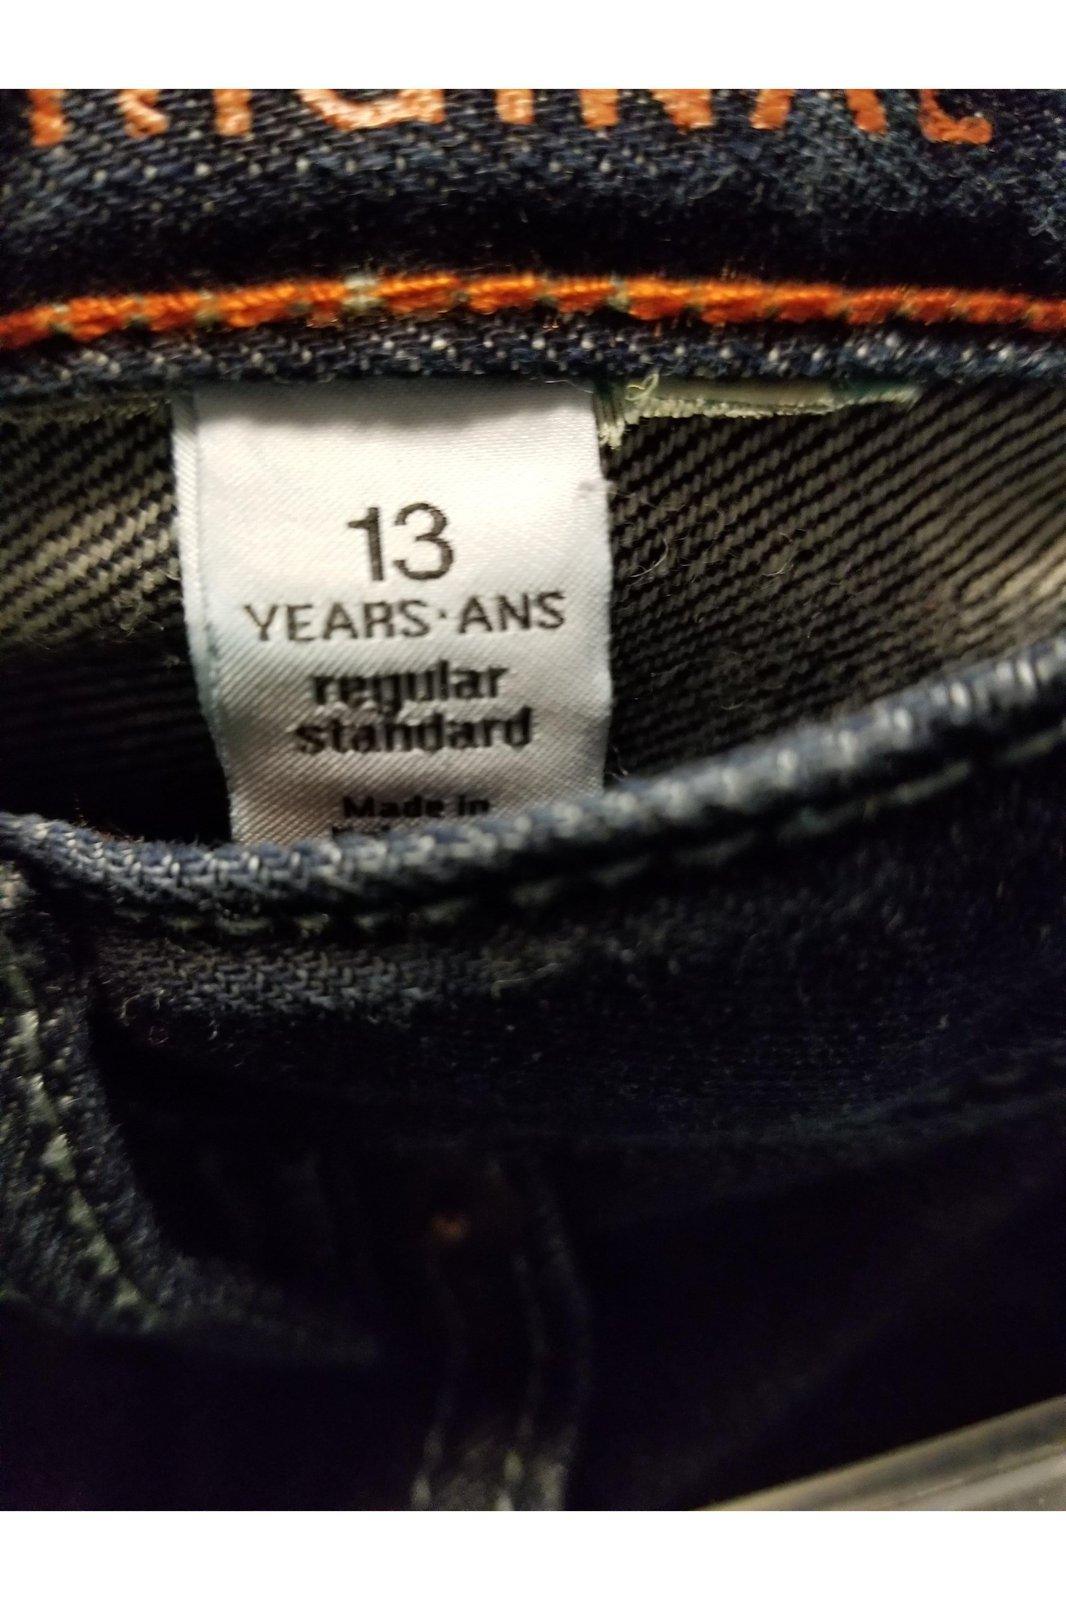 13
YEARS·ANS
regular
standard
Made in